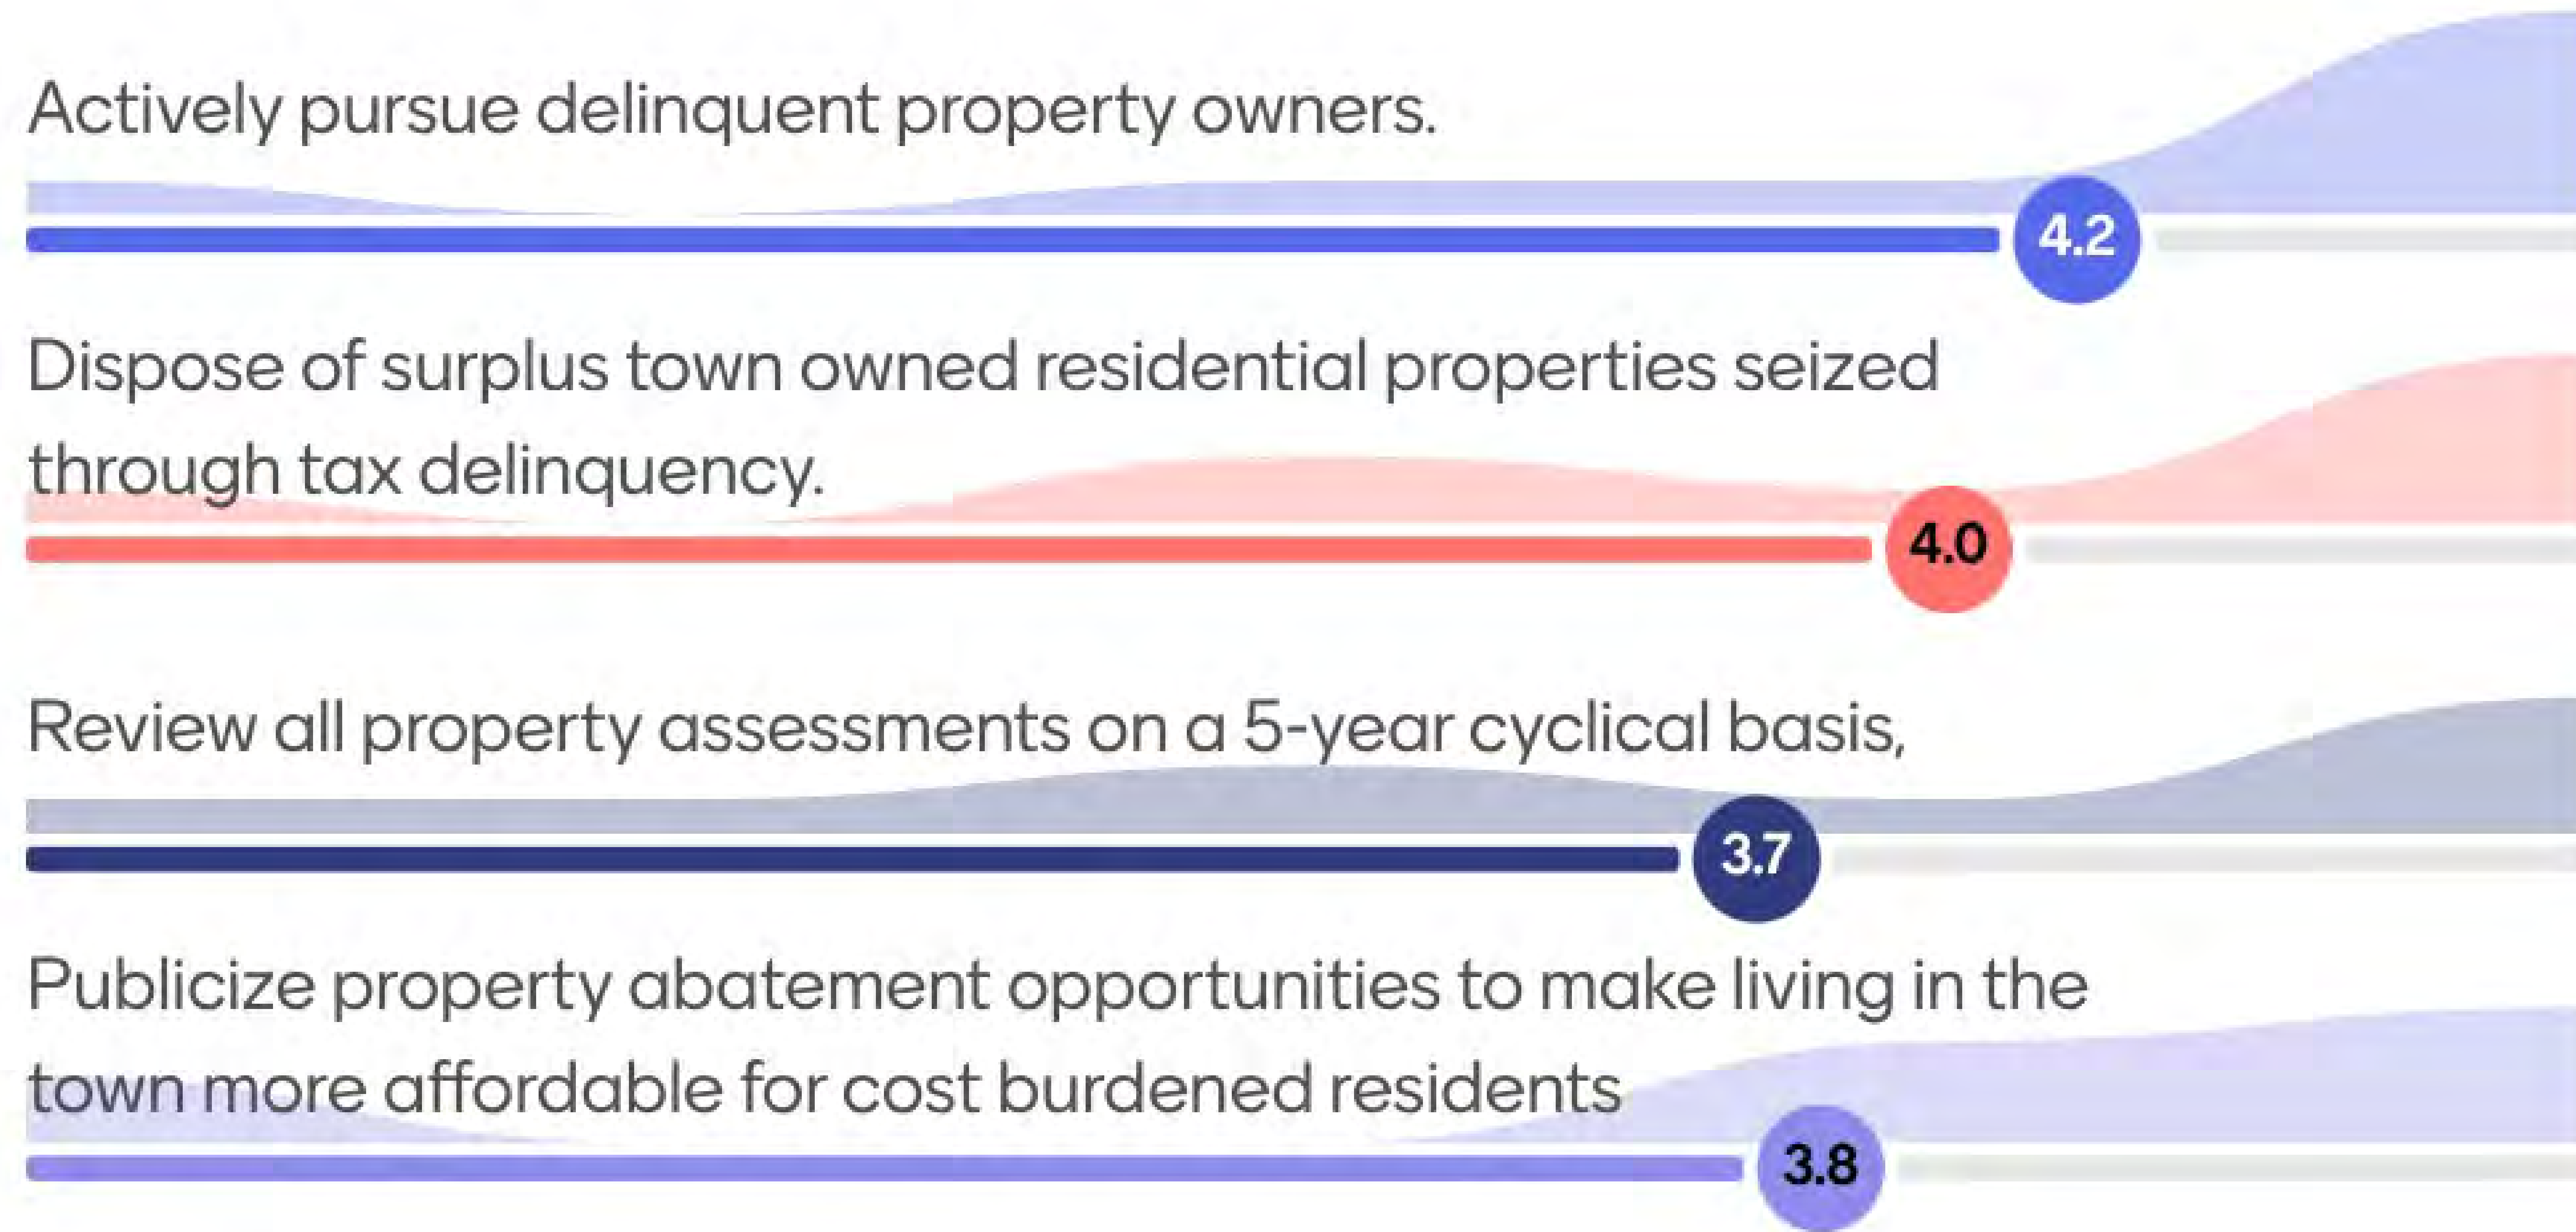 Actively pursue delinquent property owners.
4.2
Dispose of surplus town owned residential properties seized
through tax delinquency.
4.0
Review all property assessments on a 5-year cyclical basis,
3.7
Publicize property abatement opportunities to make living in the
town more affordable for cost burdened residents
3.8